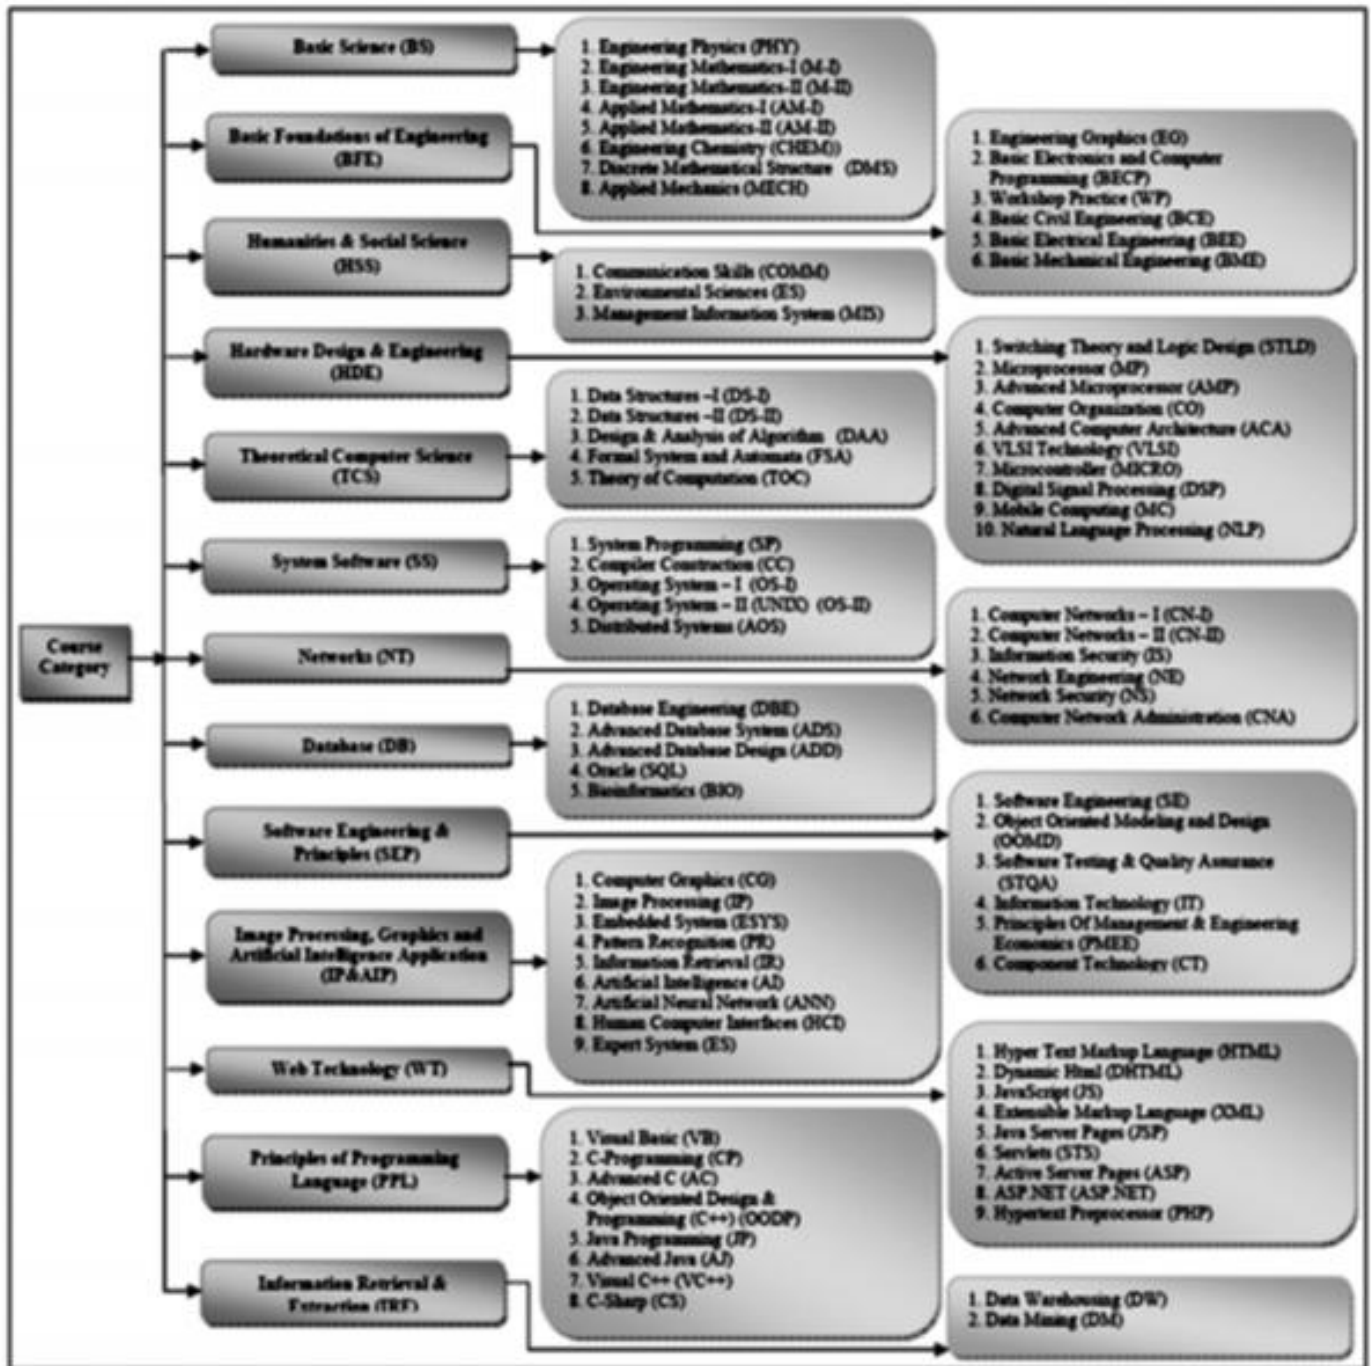 Course
Category
Basic Science (BS)
1. Engineering Physics (PHY)
2. Engineering Mathematics-I (M-I)
3. Engineering Mathematics-II (M-II)
4. Applied Mathematics-I (AM-I)
5. Applied Mathematics-II (AM-II)
6. Engineering Chemistry (CHEM))
7. Discrete Mathematical Structure (DMS)
8. Applied Mechanics (MECH)
Basic Foundations of Engineering
(BFE)
1. Engineering Graphics (EG)
2. Basic Electronics and Computer
Programming (BECP)
3. Workshop Practice (WP)
4. Basic Civil Engineering (BCE)
5. Basic Electrical Engineering (BEE)
6. Basic Mechanical Engineering (BME)
Humanities & Social Science
(HSS)
1. Communication Skills (COMM)
2. Environmental Sciences (ES)
3. Management Information System (MIS)
Hardware Design & Engineering
(HDE)
1. Switching Theory and Logic Design (STLD)
2. Microprocessor (MP)
3. Advanced Microprocessor (AMP)
4. Computer Organization (CO)
5. Advanced Computer Architecture (ACA)
6. VLSI Technology (VLSI)
7. Microcontroller (MICRO)
8. Digital Signal Processing (DSP)
9. Mobile Computing (MC)
10. Natural Language Processing (NLP)
Theoretical Computer Science
(TCS)
1. Data Structures –I (DS-I)
2. Data Structures –II (DS-II)
3. Design & Analysis of Algorithm (DAA)
4. Formal System and Automata (FSA)
5. Theory of Computation (TOC)
System Software (SS)
1. System Programming (SP)
2. Compiler Construction (CC)
3. Operating System – I (OS-I)
4. Operating System – II (UNIX) (OS-II)
5. Distributed Systems (AOS)
Networks (NT)
1. Computer Networks – I (CN-I)
2. Computer Networks – II (CN-II)
3. Information Security (IS)
4. Network Engineering (NE)
5. Network Security (NS)
6. Computer Network Administration (CNA)
Database (DB)
1. Database Engineering (DBE)
2. Advanced Database System (ADS)
3. Advanced Database Design (ADD)
4. Oracle (SQL)
5. Bioinformatics (BIO)
Software Engineering &
Principles (SEP)
1. Software Engineering (SE)
2. Object Oriented Modeling and Design
(OOMD)
3. Software Testing & Quality Assurance
(STQA)
4. Information Technology (IT)
5. Principles Of Management & Engineering
Economics (PMEE)
6. Component Technology (CT)
Image Processing, Graphics and
Artificial Intelligence Application
(IP&AIP)
1. Computer Graphics (CG)
2. Image Processing (IP)
3. Embedded System (ESYS)
4. Pattern Recognition (PR)
5. Information Retrieval (IR)
6. Artificial Intelligence (AI)
7. Artificial Neural Network (ANN)
8. Human Computer Interfaces (HCI)
9. Expert System (ES)
Web Technology (WT)
1. Hyper Text Markup Language (HTML)
2. Dynamic Html (DHTML)
3. JavaScript (JS)
4. Extensible Markup Language (XML)
5. Java Server Pages (JSP)
6. Servlets (STS)
7. Active Server Pages (ASP)
8. ASP.NET (ASP.NET)
9. Hypertext Preprocessor (PHP)
Principles of Programming
Language (PPL)
1. Visual Basic (VB)
2. C-Programming (CP)
3. Advanced C (AC)
4. Object Oriented Design &
Programming (C++) (OODP)
5. Java Programming (JP)
6. Advanced Java (AJ)
7. Visual C++ (VC++)
8. C-Sharp (CS)
Information Retrieval &
Extraction (IRE)
1. Data Warehousing (DW)
2. Data Mining (DM)